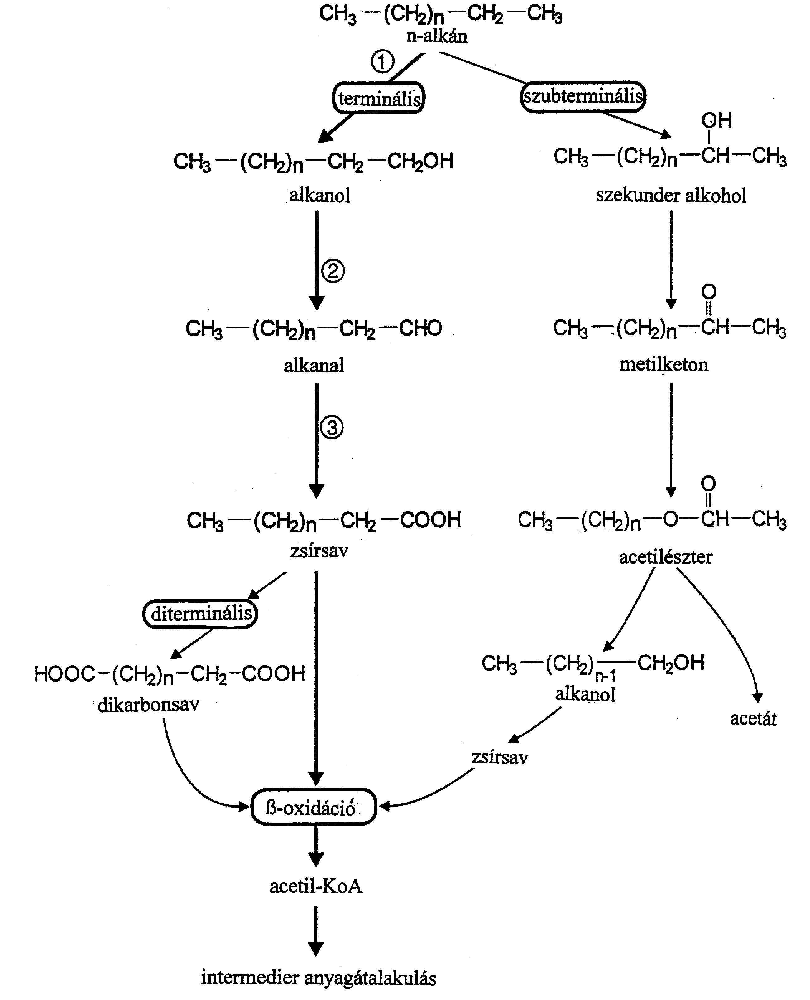 CH3—(CH2)n—CH2—CH3
n-alkán
1
terminális
szubterminális
OH
CH3—(CH2)n—CH2—CH2OH
CH3—(CH2)n—CH—CH3
alkanol
szekunder alkohol
2
O
CH3—(CH2)n—CH2—CHO
CH3—(CH2)n—CH—CH3
alkanal
metilketon
3
O
CH3—(CH2)n—CH2—COOH
CH3—(CH2)n—O—CH—CH3
zsírsav
acetilészter
diterminális
HOOC—(CH2)n—CH2—COOH
CH3—(CH2)n-1—CH2OH
dikarbonsav
alkanol
acetát
zsírsav
ß-oxidáció
acetil-KoA
intermedier anyagátalakulás